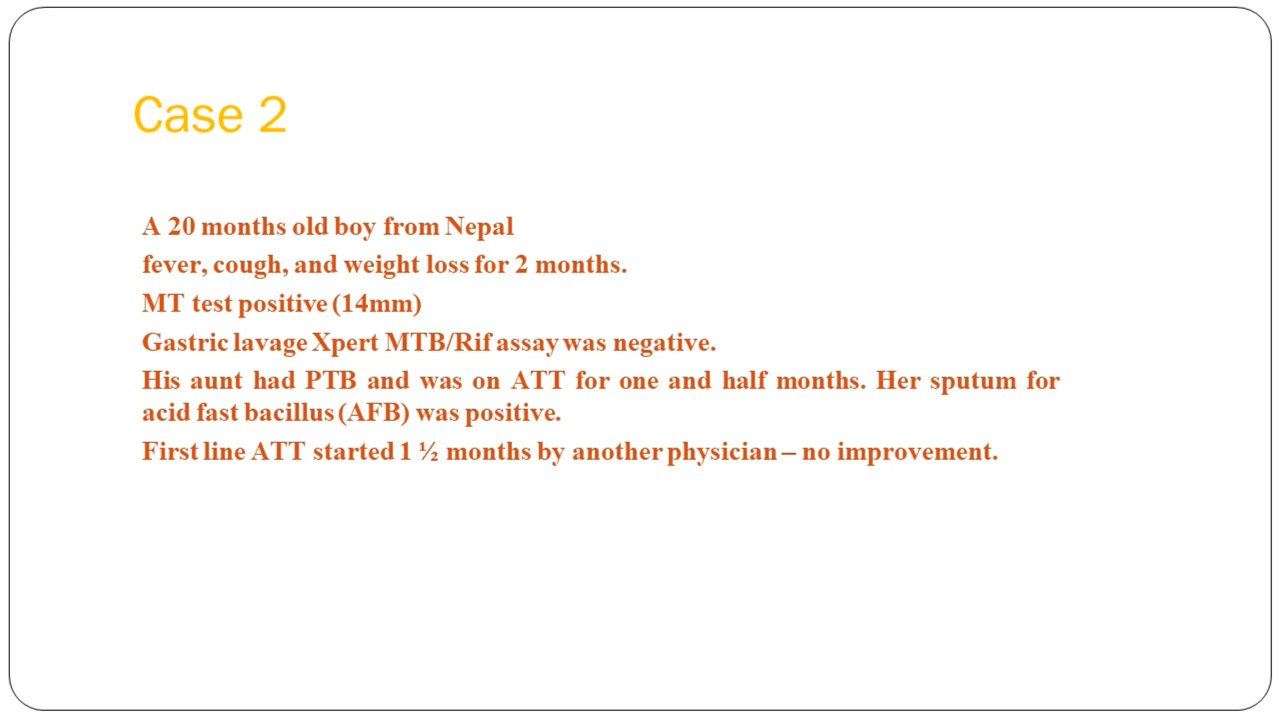 Case 2
A 20 months old boy from Nepal
fever, cough, and weight loss for 2 months.
MT test positive (14mm)
Gastric lavage Xpert MTB/Rif assay was negative.
His aunt had PTB and was on ATT for one and half months. Her sputum for
acid fast bacillus (AFB) was positive.
First line ATT started 1 ½ months by another physician – no improvement.